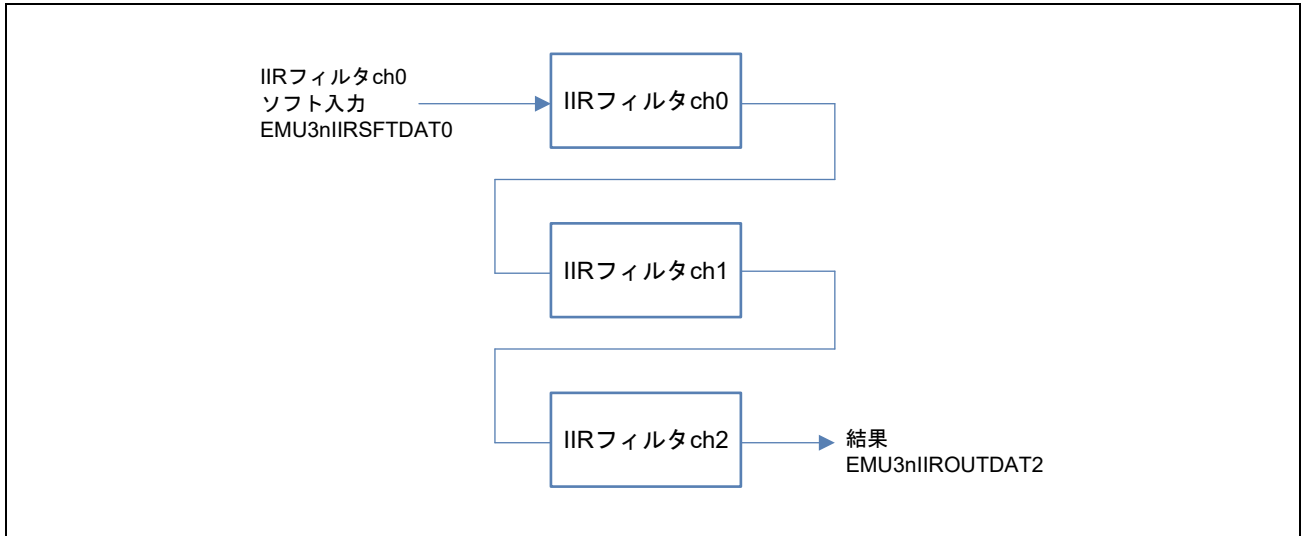 IIRフィルタch0
ソフト入力
EMU3nIIRSFTDAT0
IIRフィルタch0
IIRフィルタch1
IIRフィルタch2
結果
EMU3nIIROUTDAT2